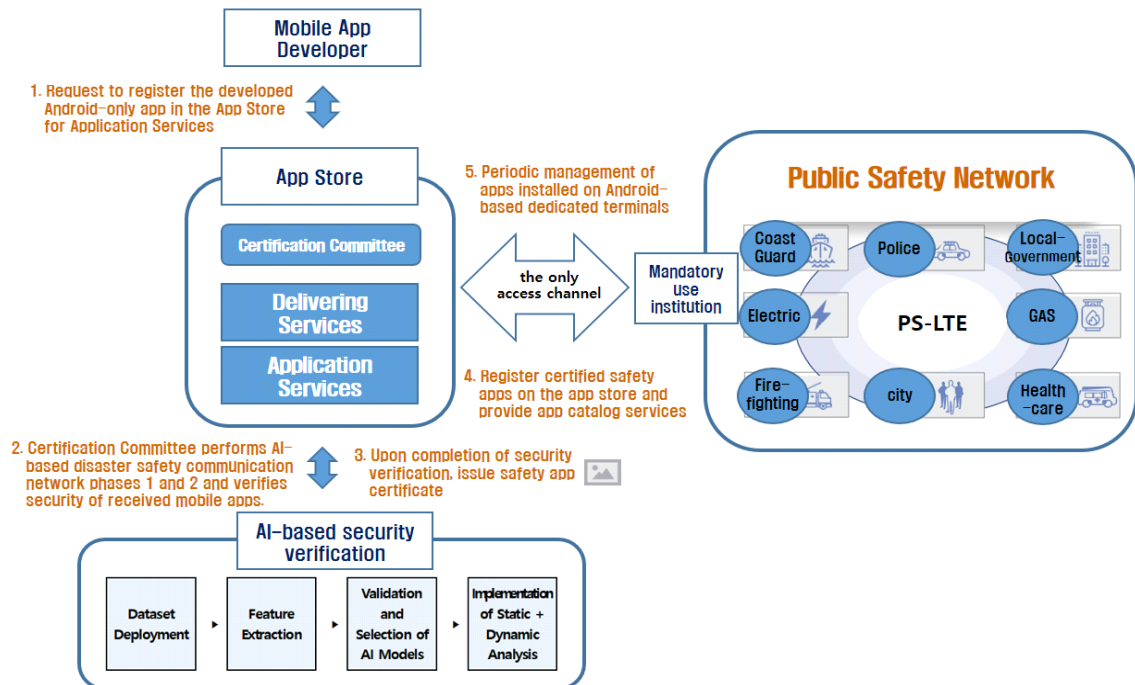 Mobile App
Developer
1. Request to register the developed
Android-only app in the App Store
for Application Services
App Store
Certification Committee
Delivering
Services
Application
Services
5. Periodic management of
apps installed on Android-
based dedicated terminals
the only
access channel
4. Register certified safety
apps on the app store and
provide app catalog services
Mandatory
use
institution
Public Safety Network
Coast
Guard
Police
Local-
Government
Electric
PS-LTE
GAS
Fire-
fighting
city
Health
-care
2. Certification Committee performs AI-
based disaster safety communication
network phases 1 and 2 and verifies
security of received mobile apps.
3. Upon completion of security
verification, issue safety app
certificate
AI-based security
verification
Dataset
Deployment
Feature
Extraction
Validation
and
Selection of
AI Models
Implementation
of Static +
Dynamic
Analysis